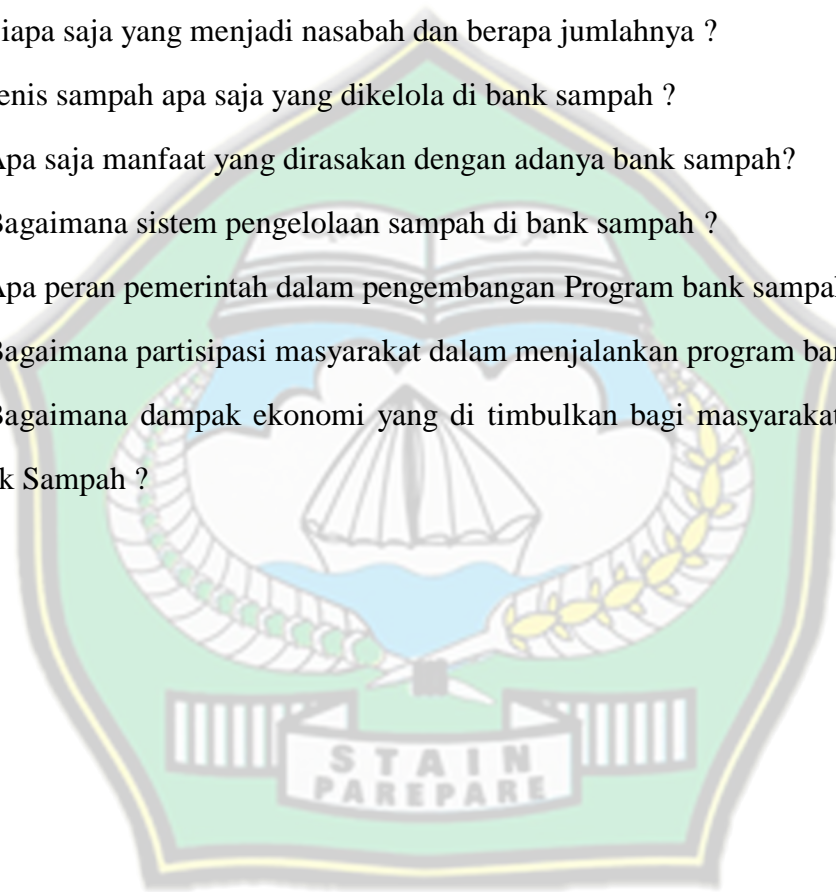 iapa saja yang menjadi nasabah dan berapa jumlahnya ?
enis sampah apa saja yang dikelola di bank sampah ?
Apa saja manfaat yang dirasakan dengan adanya bank sampah?
Bagaimana sistem pengelolaan sampah di bank sampah ?
Apa peran pemerintah dalam pengembangan Program bank sampah
Bagaimana partisipasi masyarakat dalam menjalankan program ba
Bagaimana dampak ekonomi yang di timbulkan bagi masyarakat
k Sampah ?
STAIN
PAREPARE